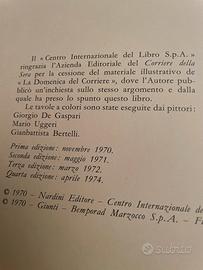 Il « Centro Internazionale del Libro S.p.A. »
ringrazia l'Azienda Editoriale del Corriere della
Sera per la cessione del materiale illustrativo de
« La Domenica del Corriere », dove l'Autore pubbli-
cò un'inchiesta sullo stesso argomento e dalla
quale ha preso lo spunto questo libro.
Le tavole a colori sono state eseguite dai pittori:
Giorgio De Gaspari
Mario Uggeri
Gianbattista Bertelli.
Prima edizione: novembre 1970.
Seconda edizione: maggio 1971.
Terza edizione: marzo 1972.
Quarta edizione: aprile 1974.
© 1970 - Nardini Editore - Centro Internazionale de
© 1970 - Giunti - Bemporad Marzocco S.p.A. - F
subito